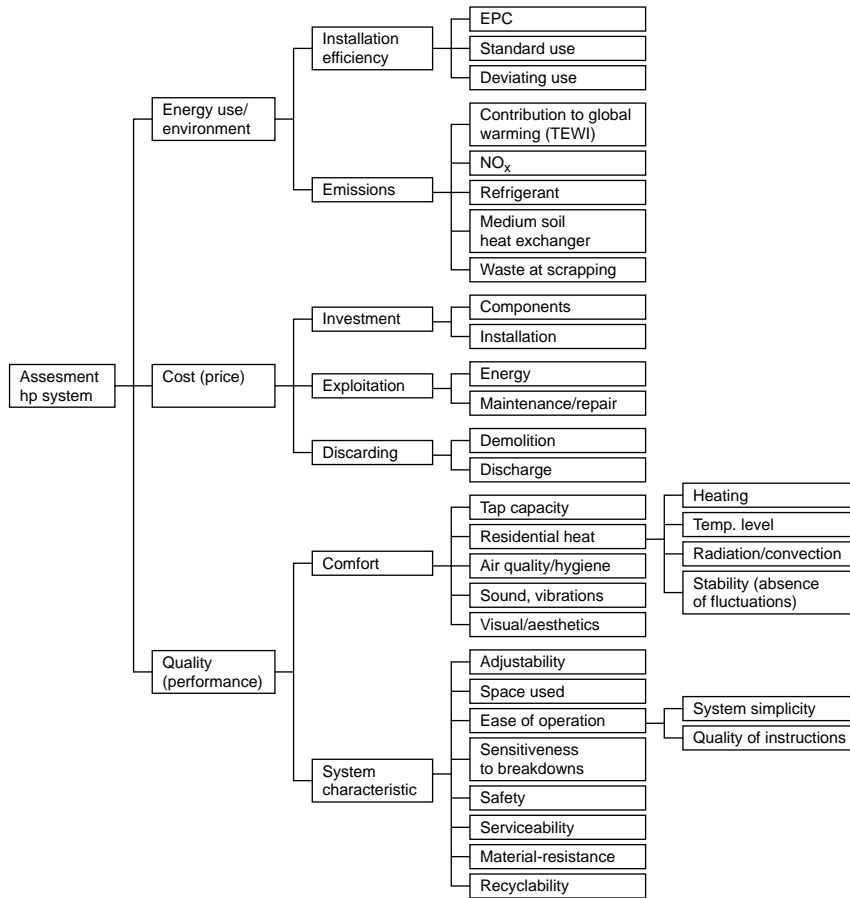 Assesment
hp system
Energy use/
environment
Installation
efficiency
EPC
Standard use
Deviating use
Emissions
Contribution to global
warming (TEWI)
NOx
Refrigerant
Medium soil
heat exchanger
Waste at scrapping
Cost (price)
Investment
Components
Installation
Exploitation
Energy
Maintenance/repair
Discarding
Demolition
Discharge
Quality
(performance)
Comfort
Tap capacity
Residential heat
Heating
Temp. level
Radiation/convection
Stability (absence
of fluctuations)
Air quality/hygiene
Sound, vibrations
Visual/aesthetics
System
characteristic
Adjustability
Space used
Ease of operation
System simplicity
Quality of instructions
Sensitiveness
to breakdowns
Safety
Serviceability
Material-resistance
Recyclability